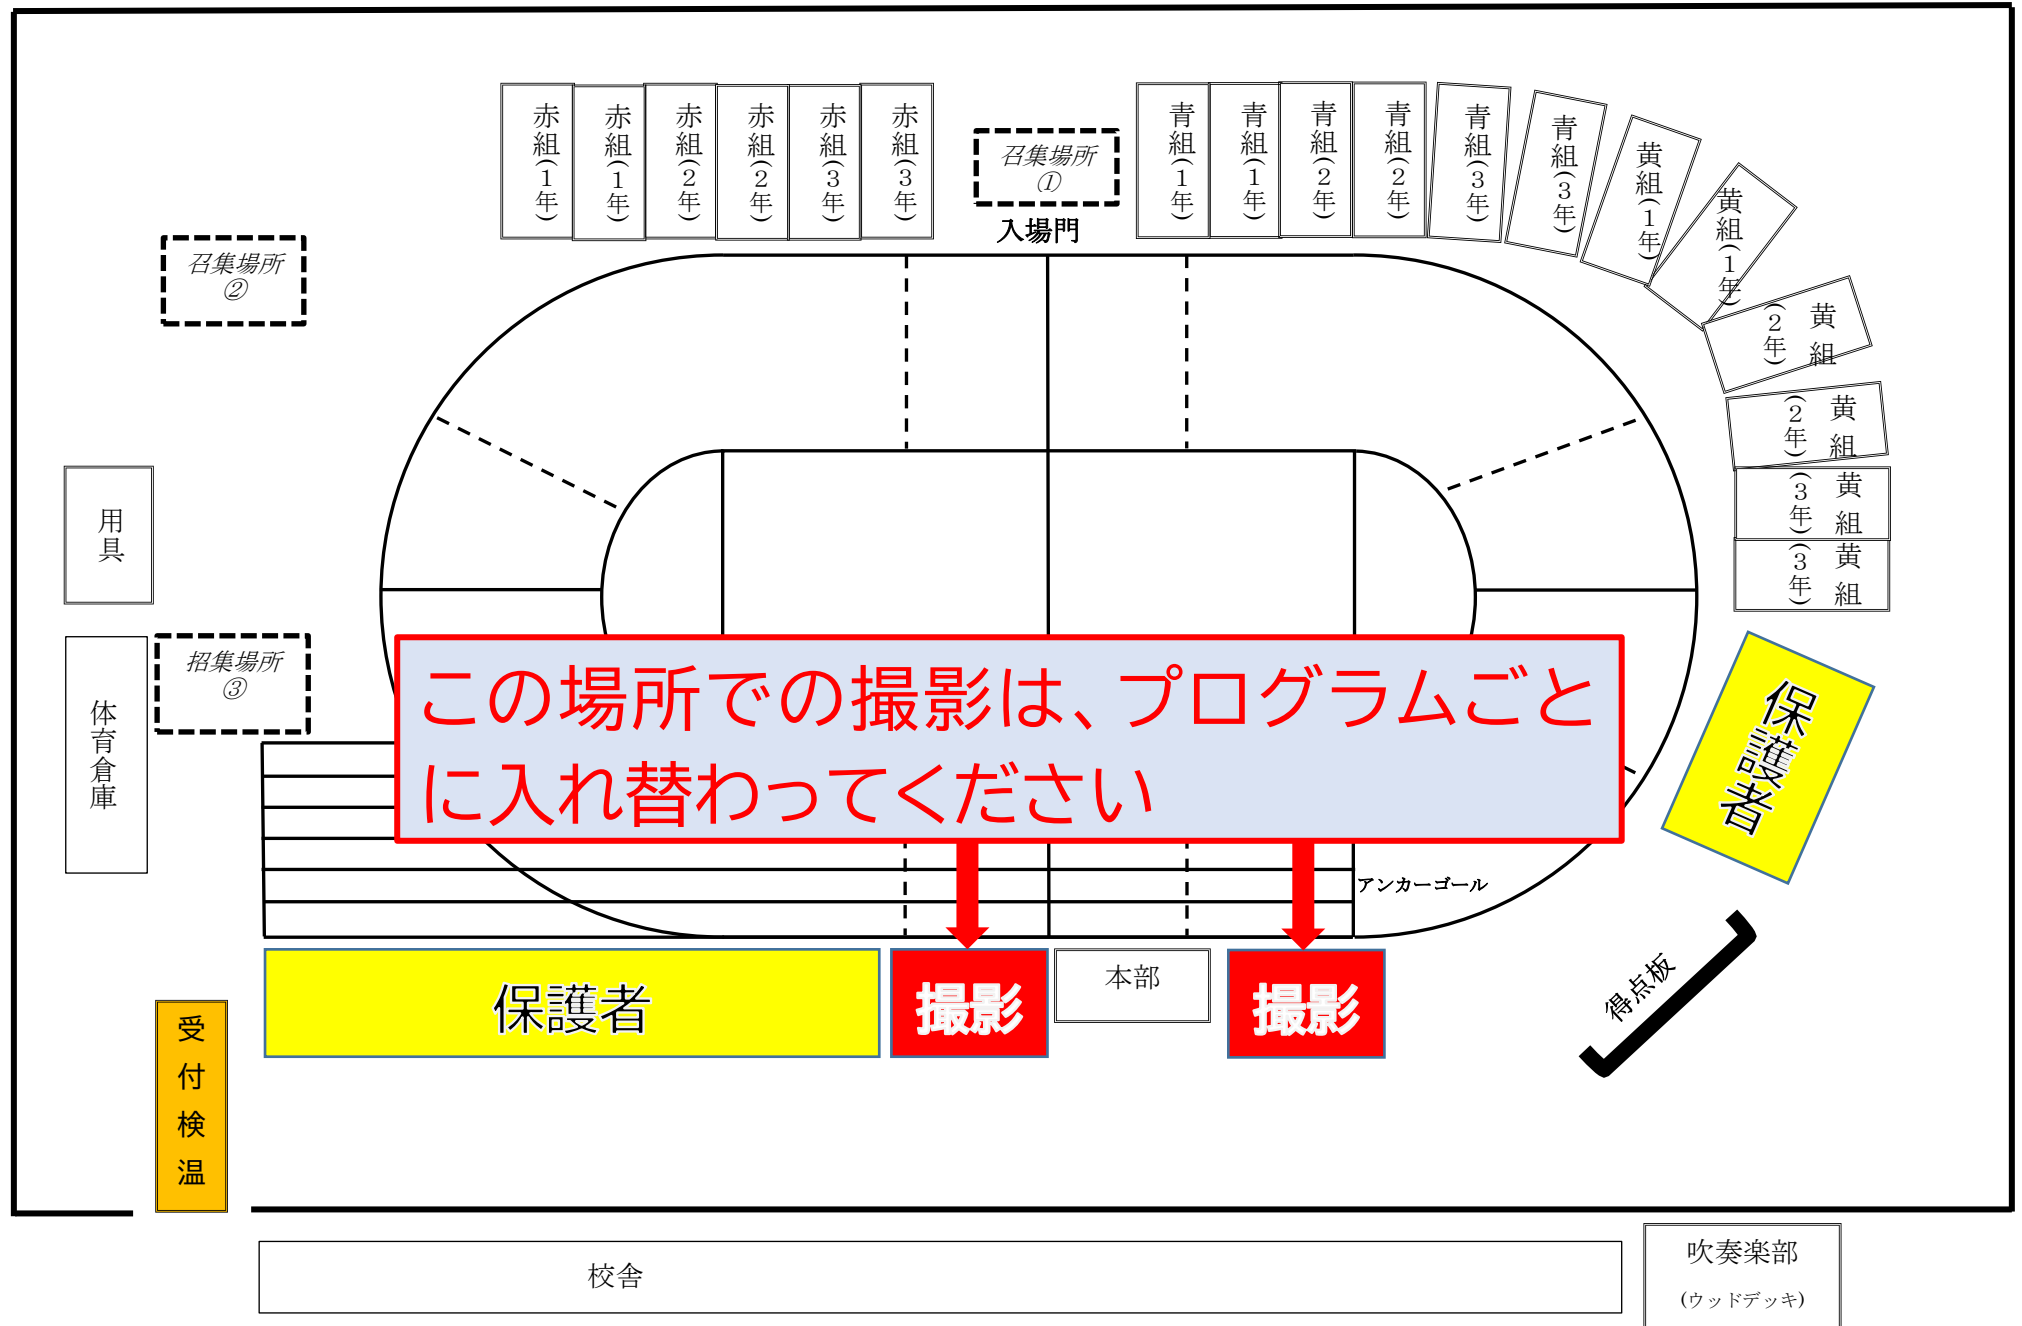 赤組(1年)
赤組(1年)
赤組(2年)
赤組(2年)
赤組(3年)
赤組(3年)
召集場所
①
入場門
青組(1年)
青組(1年)
青組(2年)
青組(2年)
青組(3年)
青組(3年)
黄組(1年)
黄組(1年)
黄組
(2年)
黄組
(2年)
黄組
(3年)
黄組
(3年)
召集場所
②
用具
招集場所
③
体育倉庫
この場所での撮影は、プログラムごと
に入れ替わってください
保護者
アンカーゴール
保護者
撮影
本部
撮影
得点板
受付検温
校舎
吹奏楽部
(ウッドデッキ)